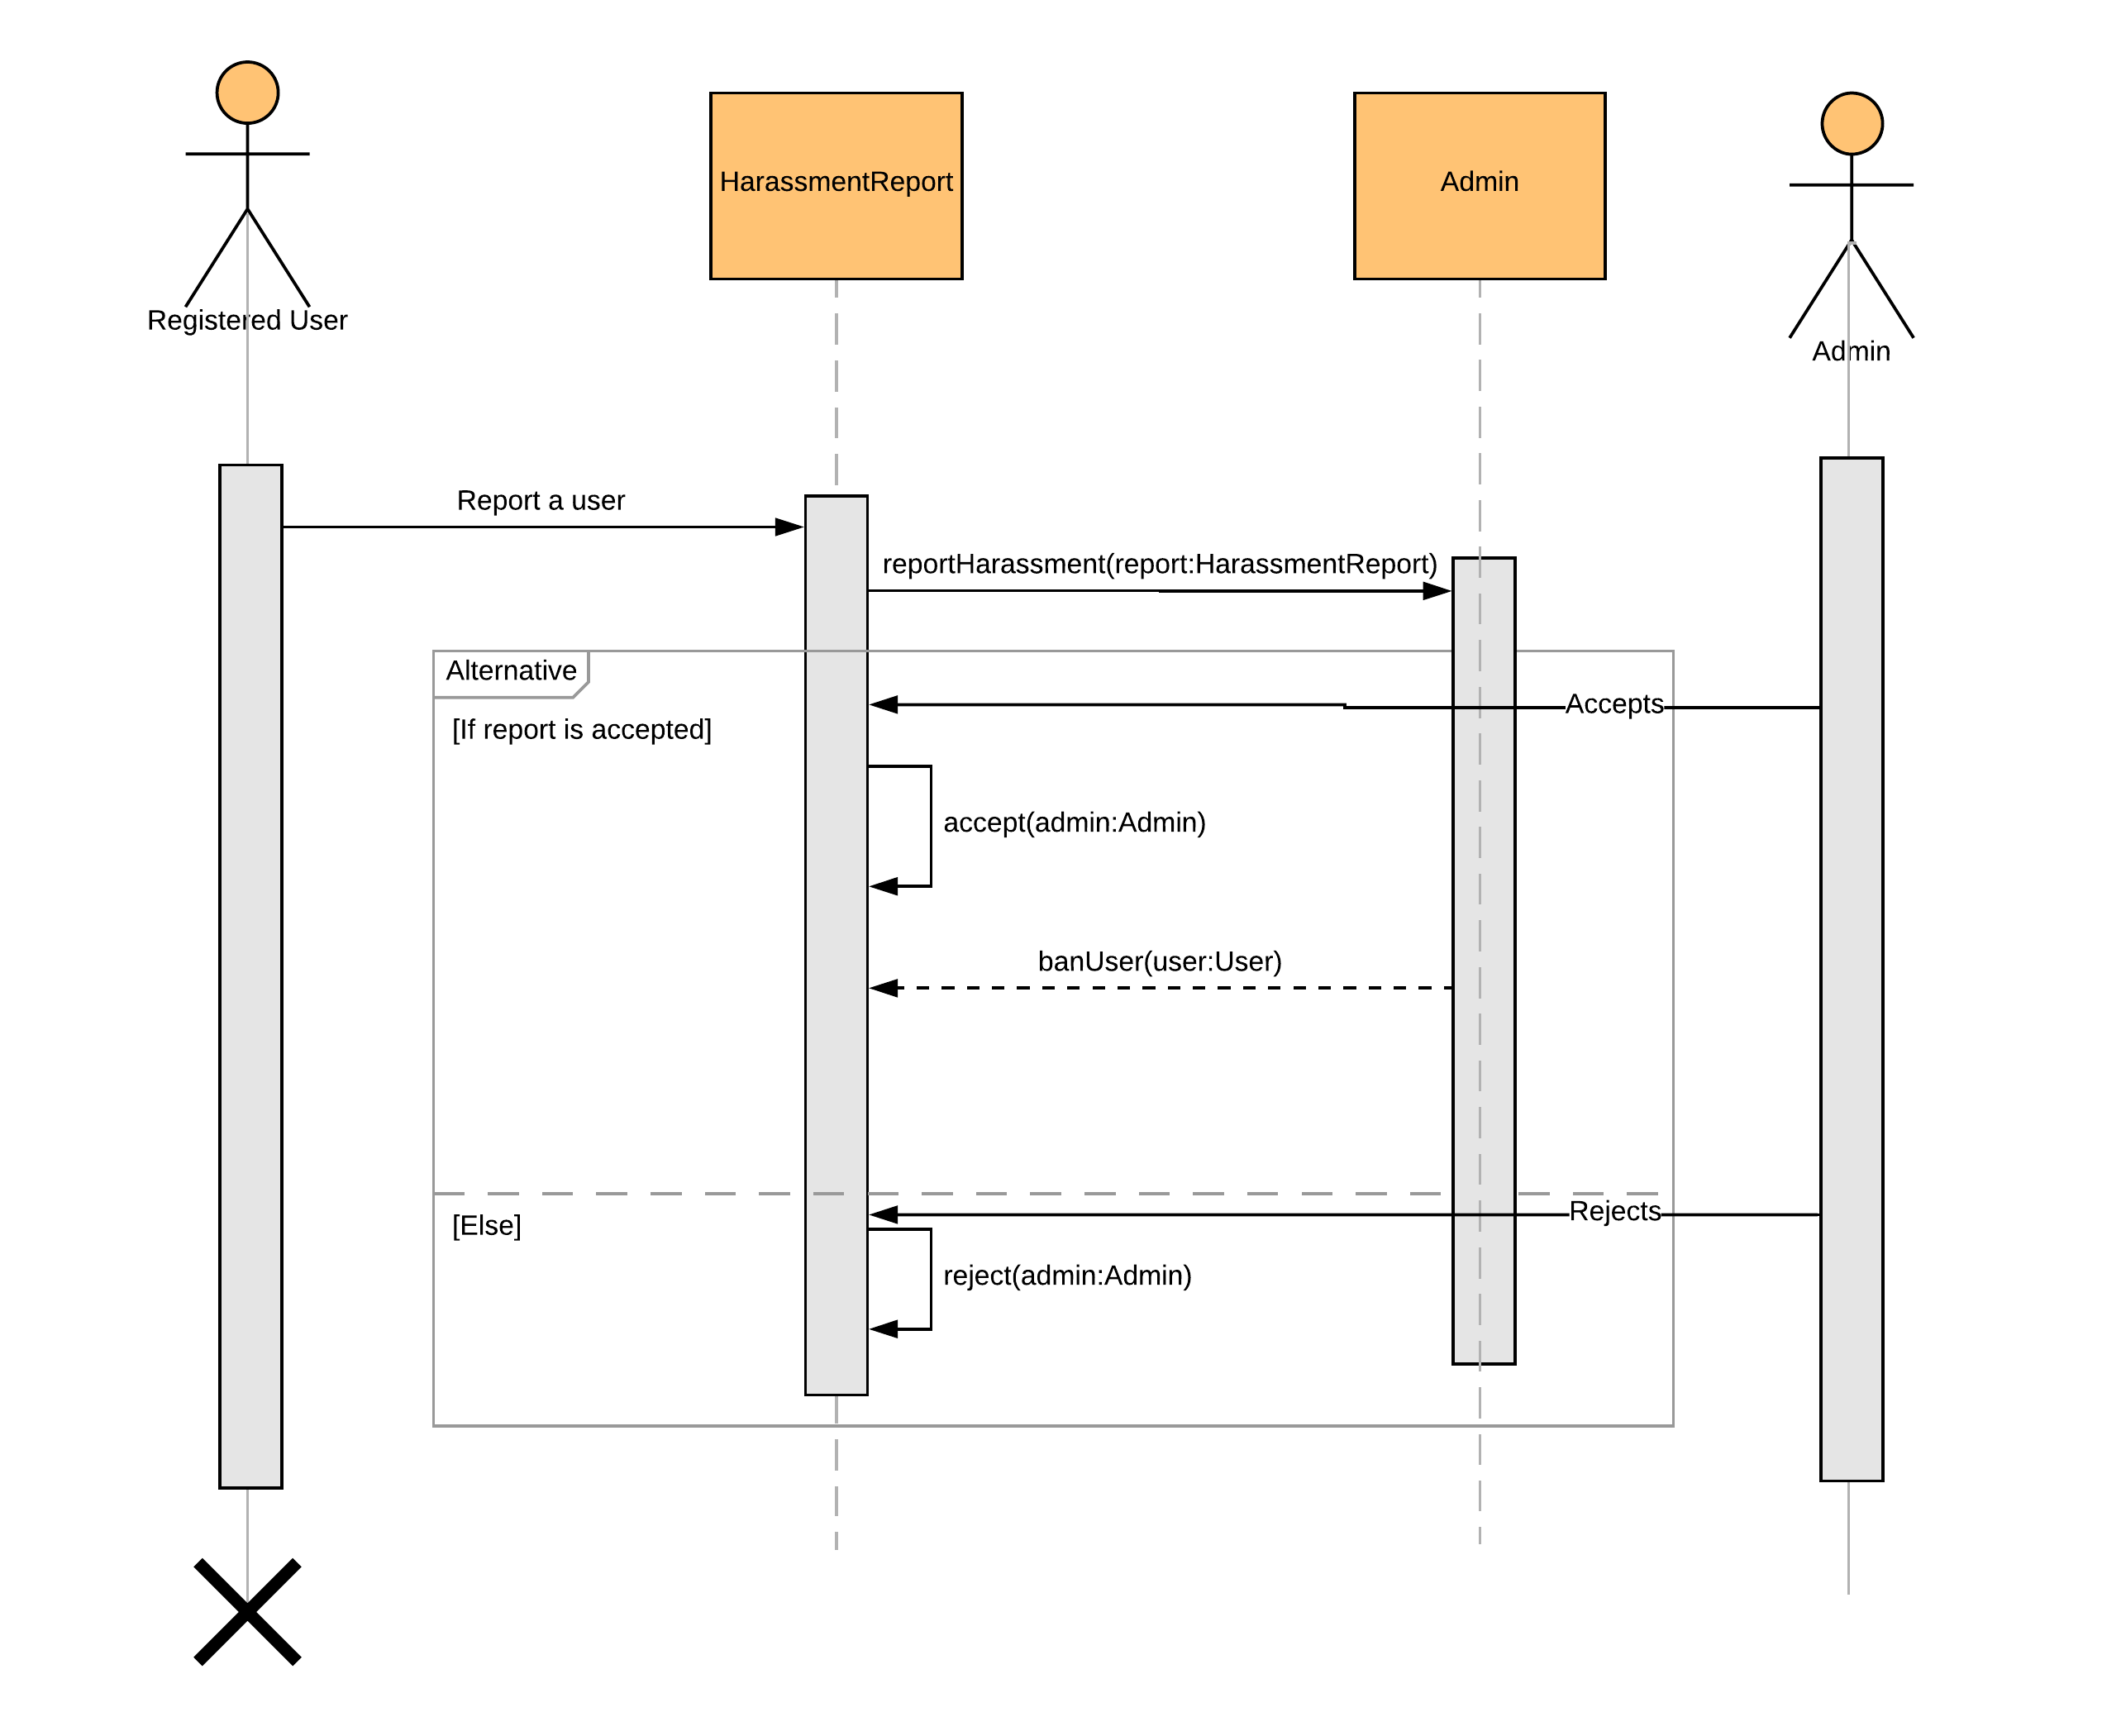 HarassmentReport
Admin
Registered User
Admin
Report a user
reportHarassment(report:HarassmentReport)
Alternative
Accepts
[If report is accepted]
accept(admin:Admin)
banUser(user:User)
Rejects
[Else]
reject(admin:Admin)